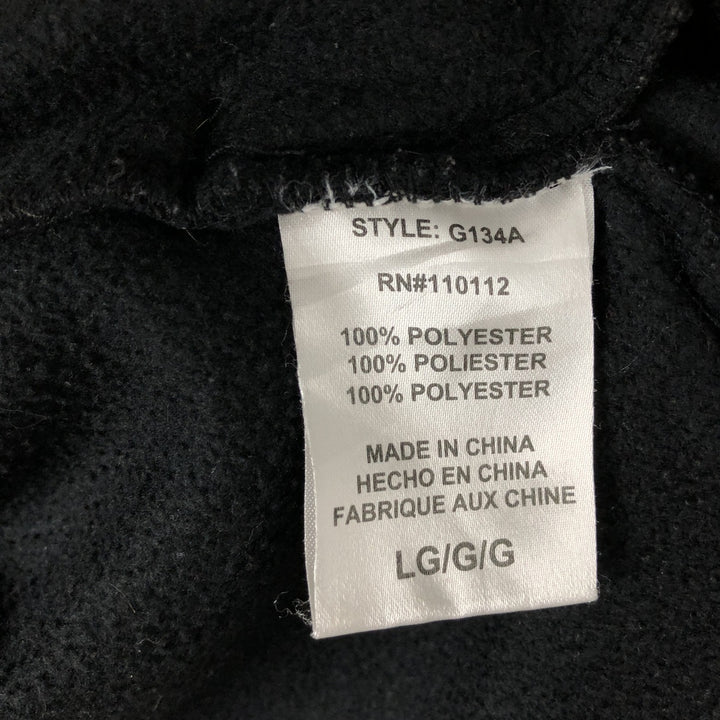 STYLE: G134A
RN#110112
100% POLYESTER
100% POLIESTER
100% POLYESTER
MADE IN CHINA
HECHO EN CHINA
FABRIQUE AUX CHINE
LG/G/G